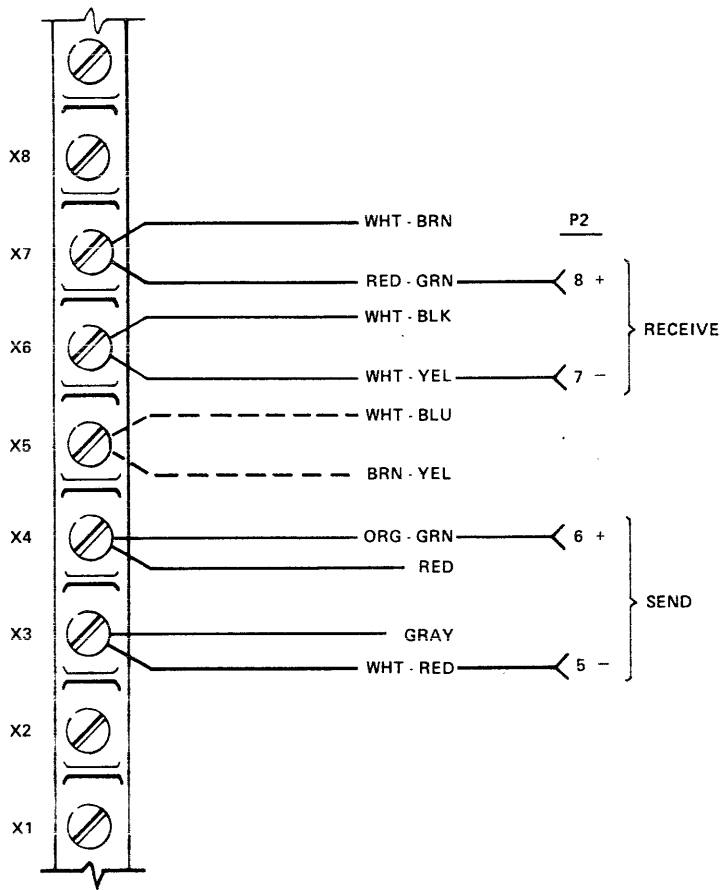 X8
WHT - BRN
P2
X7
RED - GRN
8 +
WHT - BLK
RECEIVE
X6
WHT - YEL
7 –
WHT - BLU
X5
BRN - YEL
X4
ORG - GRN
6 +
RED
SEND
X3
GRAY
WHT - RED
5 –
X2
X1